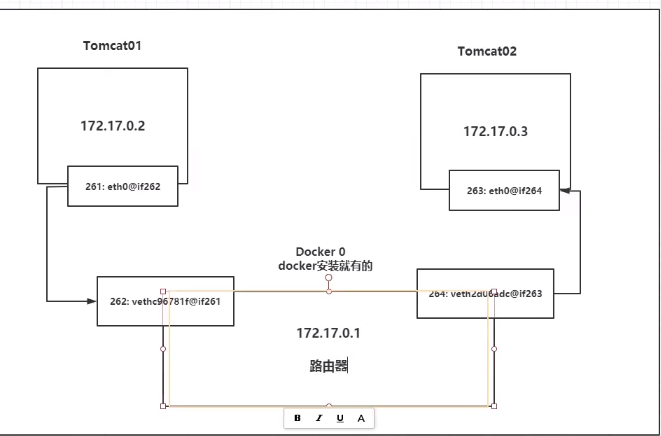 Tomcat01
Tomcat02
172.17.0.2
172.17.0.3
261: eth0@if262
263: eth0@if264
Docker 0
docker安装就有的
262: vethc96781f@if261
264: veth2d06adc@if263
172.17.0.1
路由器
B I U A